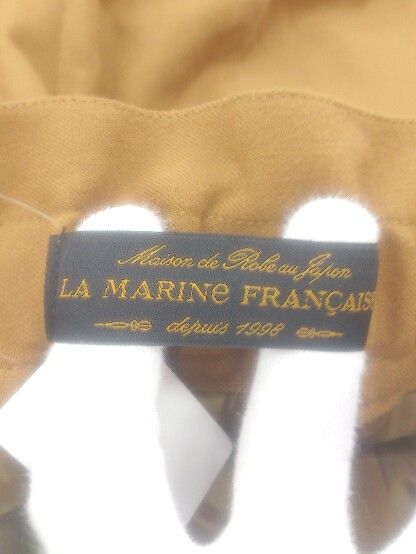 Maison de Robe au Japon
LA MARINe FRANÇAISE
depuis 1998